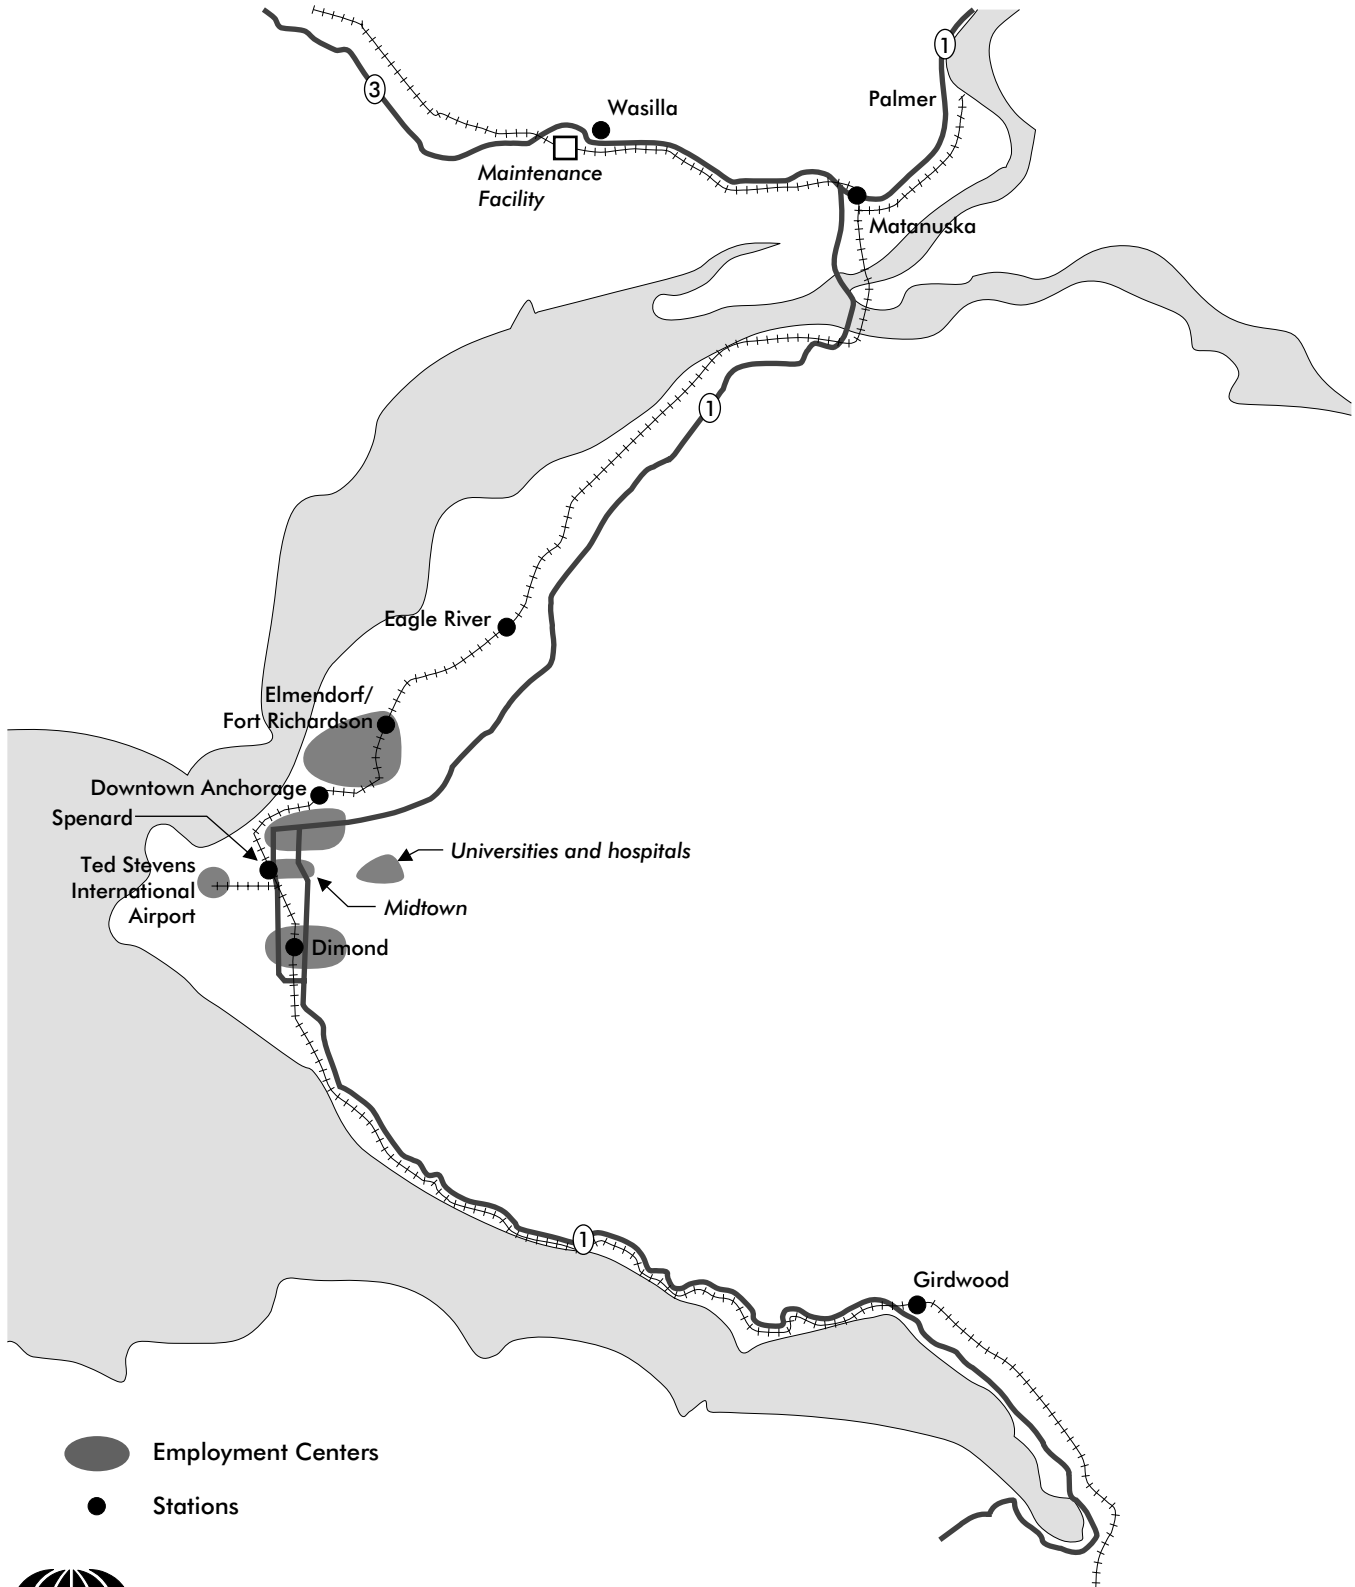 1
Palmer
3
Wasilla
Maintenance
Facility
Matanuska
1
Eagle River
Elmendorf/
Fort Richardson
Downtown Anchorage
Spenard
Universities and hospitals
Ted Stevens
International
Airport
Midtown
Dimond
1
Girdwood
Employment Centers
Stations